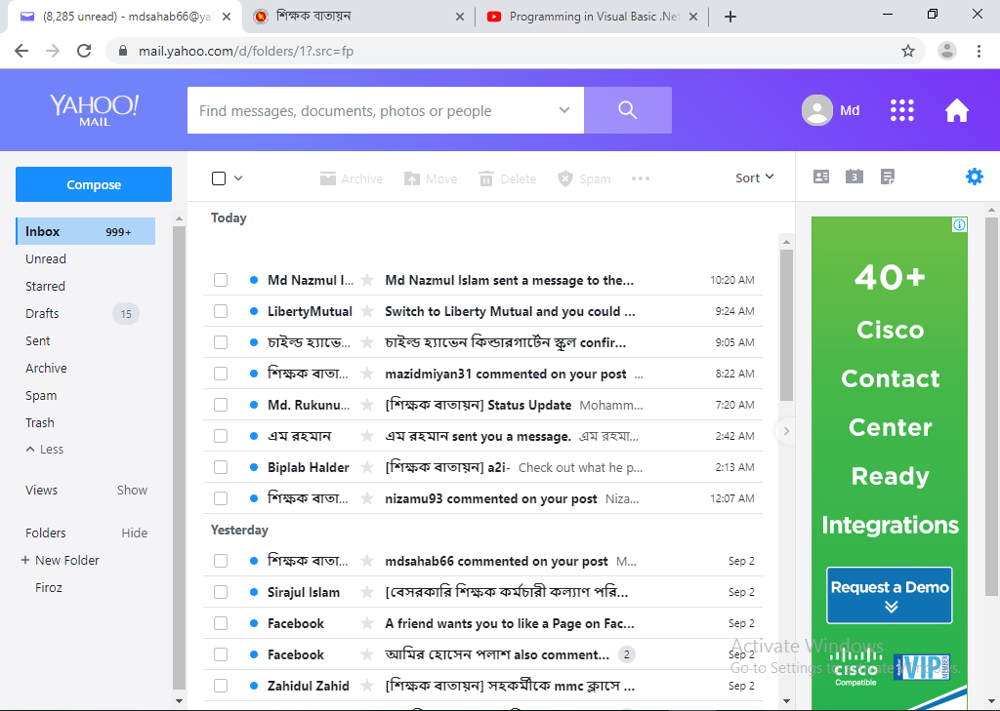 (8,285 unread) - mdsahab66@ya
শিক্ষক বাতায়ন
Programming in Visual Basic .Net
mail.yahoo.com/d/folders/1?.src=fp
YAHOO!
MAIL
Find messages, documents, photos or people
Md
Compose
Archive Move Delete Spam
Sort
3
Inbox 999+
Unread
Starred
Drafts 15
Sent
Archive
Spam
Trash
Less
Views Show
Folders Hide
+ New Folder
Firoz
Today
Md Nazmul I... Md Nazmul Islam sent a message to the... 10:20 AM
LibertyMutual Switch to Liberty Mutual and you could ... 9:24 AM
চাইল্ড হ্যাভে... চাইল্ড হ্যাভেন কিন্ডারগার্টেন স্কুল confir... 9:05 AM
শিক্ষক বাতা... mazidmiyan31 commented on your post ... 8:22 AM
Md. Rukunu... [শিক্ষক বাতায়ন] Status Update Mohamm... 7:20 AM
এম রহমান এম রহমান sent you a message. এম রহমা... 2:42 AM
Biplab Halder [শিক্ষক বাতায়ন] a2i- Check out what he p... 2:13 AM
শিক্ষক বাতা... nizamu93 commented on your post Niza... 12:07 AM
Yesterday
শিক্ষক বাতা... mdsahab66 commented on your post M... Sep 2
Sirajul Islam [বেসরকারি শিক্ষক কর্মচারী কল্যাণ পরি... Sep 2
Facebook A friend wants you to like a Page on Fac... Sep 2
Facebook আমির হোসেন পলাশ also comment... 2 Sep 2
Zahidul Zahid [শিক্ষক বাতায়ন] সহকর্মীকে mmc ক্লাসে ... Sep 2
40+
Cisco
Contact
Center
Ready
Integrations
Request a Demo
cisco
Compatible
VIP
Activate Windows
Go to Settings to activate Windows.